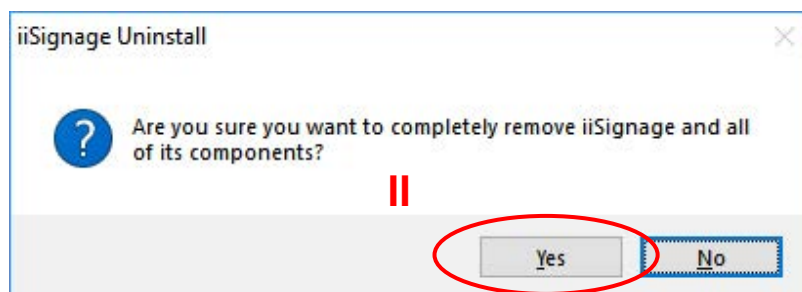 iiSignage Uninstall
Are you sure you want to completely remove iiSignage and all
of its components?
II
Yes
No